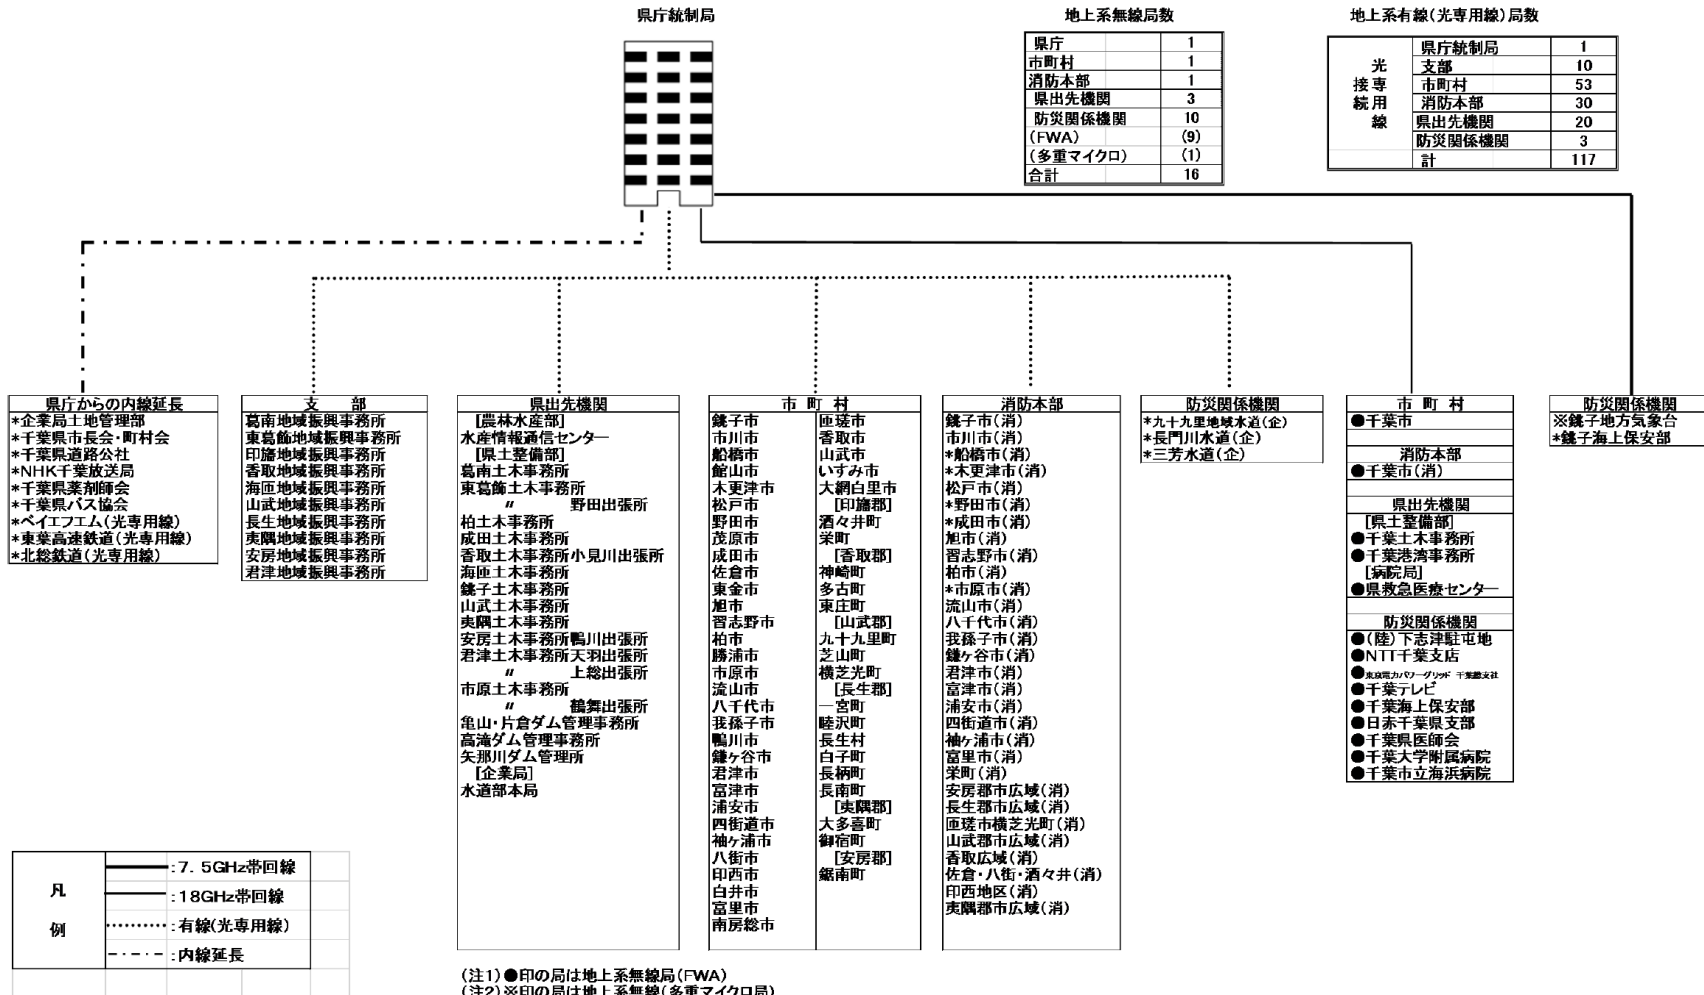 県庁統制局
地上系無線局数
県庁 1
市町村 1
消防本部 1
県出先機関 3
防災関係機関 10
(FWA) (9)
(多重マイクロ) (1)
合計 16
地上系有線(光専用線)局数
光専用線接続
県庁統制局 1
支部 10
市町村 53
消防本部 30
県出先機関 20
防災関係機関 3
計 117
県庁からの内線延長
*企業局土地管理部
*千葉県市長会・町村会
*千葉県道路公社
*NHK千葉放送局
*千葉県薬剤師会
*千葉県バス協会
*ベイエフエム(光専用線)
*東葉高速鉄道(光専用線)
*北総鉄道(光専用線)
支 部
葛南地域振興事務所
東葛飾地域振興事務所
印旛地域振興事務所
香取地域振興事務所
海匝地域振興事務所
山武地域振興事務所
長生地域振興事務所
夷隅地域振興事務所
安房地域振興事務所
君津地域振興事務所
県出先機関
[農林水産部]
水産情報通信センター
[県土整備部]
葛南土木事務所
東葛飾土木事務所
〃 野田出張所
柏土木事務所
成田土木事務所
香取土木事務所小見川出張所
海匝土木事務所
銚子土木事務所
山武土木事務所
夷隅土木事務所
安房土木事務所鴨川出張所
君津土木事務所天羽出張所
〃 上総出張所
市原土木事務所
〃 鶴舞出張所
亀山・片倉ダム管理事務所
高滝ダム管理事務所
矢那川ダム管理所
[企業局]
水道部本局
市 町 村
銚子市
市川市
船橋市
館山市
木更津市
松戸市
野田市
茂原市
成田市
佐倉市
東金市
旭市
習志野市
柏市
勝浦市
市原市
流山市
八千代市
我孫子市
鴨川市
鎌ケ谷市
君津市
富津市
浦安市
四街道市
袖ケ浦市
八街市
印西市
白井市
富里市
南房総市
匝瑳市
香取市
山武市
いすみ市
大網白里市
[印旛郡]
酒々井町
栄町
[香取郡]
神崎町
多古町
東庄町
[山武郡]
九十九里町
芝山町
横芝光町
[長生郡]
一宮町
睦沢町
長生村
白子町
長柄町
長南町
[夷隅郡]
大多喜町
御宿町
[安房郡]
鋸南町
消防本部
銚子市(消)
市川市(消)
*船橋市(消)
*木更津市(消)
松戸市(消)
*野田市(消)
*成田市(消)
旭市(消)
習志野市(消)
柏市(消)
*市原市(消)
流山市(消)
八千代市(消)
我孫子市(消)
鎌ケ谷市(消)
君津市(消)
富津市(消)
浦安市(消)
四街道市(消)
袖ケ浦市(消)
富里市(消)
栄町(消)
安房郡市広域(消)
長生郡市広域(消)
匝瑳市横芝光町(消)
山武郡市広域(消)
香取広域(消)
佐倉・八街・酒々井(消)
印西地区(消)
夷隅郡市広域(消)
防災関係機関
*九十九里地域水道(企)
*長門川水道(企)
*三芳水道(企)
市 町 村
●千葉市
消防本部
●千葉市(消)
県出先機関
[県土整備部]
●千葉土木事務所
●千葉港湾事務所
[病院局]
●県救急医療センター
防災関係機関
●(陸)下志津駐屯地
●NTT千葉支店
●東京電力パワーグリッド 千葉総支社
●千葉テレビ
●千葉海上保安部
●日赤千葉県支部
●千葉県医師会
●千葉大学附属病院
●千葉市立海浜病院
防災関係機関
※銚子地方気象台
*銚子海上保安部
凡例
:7.5GHz帯回線
:18GHz帯回線
:有線(光専用線)
:内線延長
(注1)●印の局は地上系無線局(FWA)
(注2)※印の局は地上系無線(多重マイクロ局)